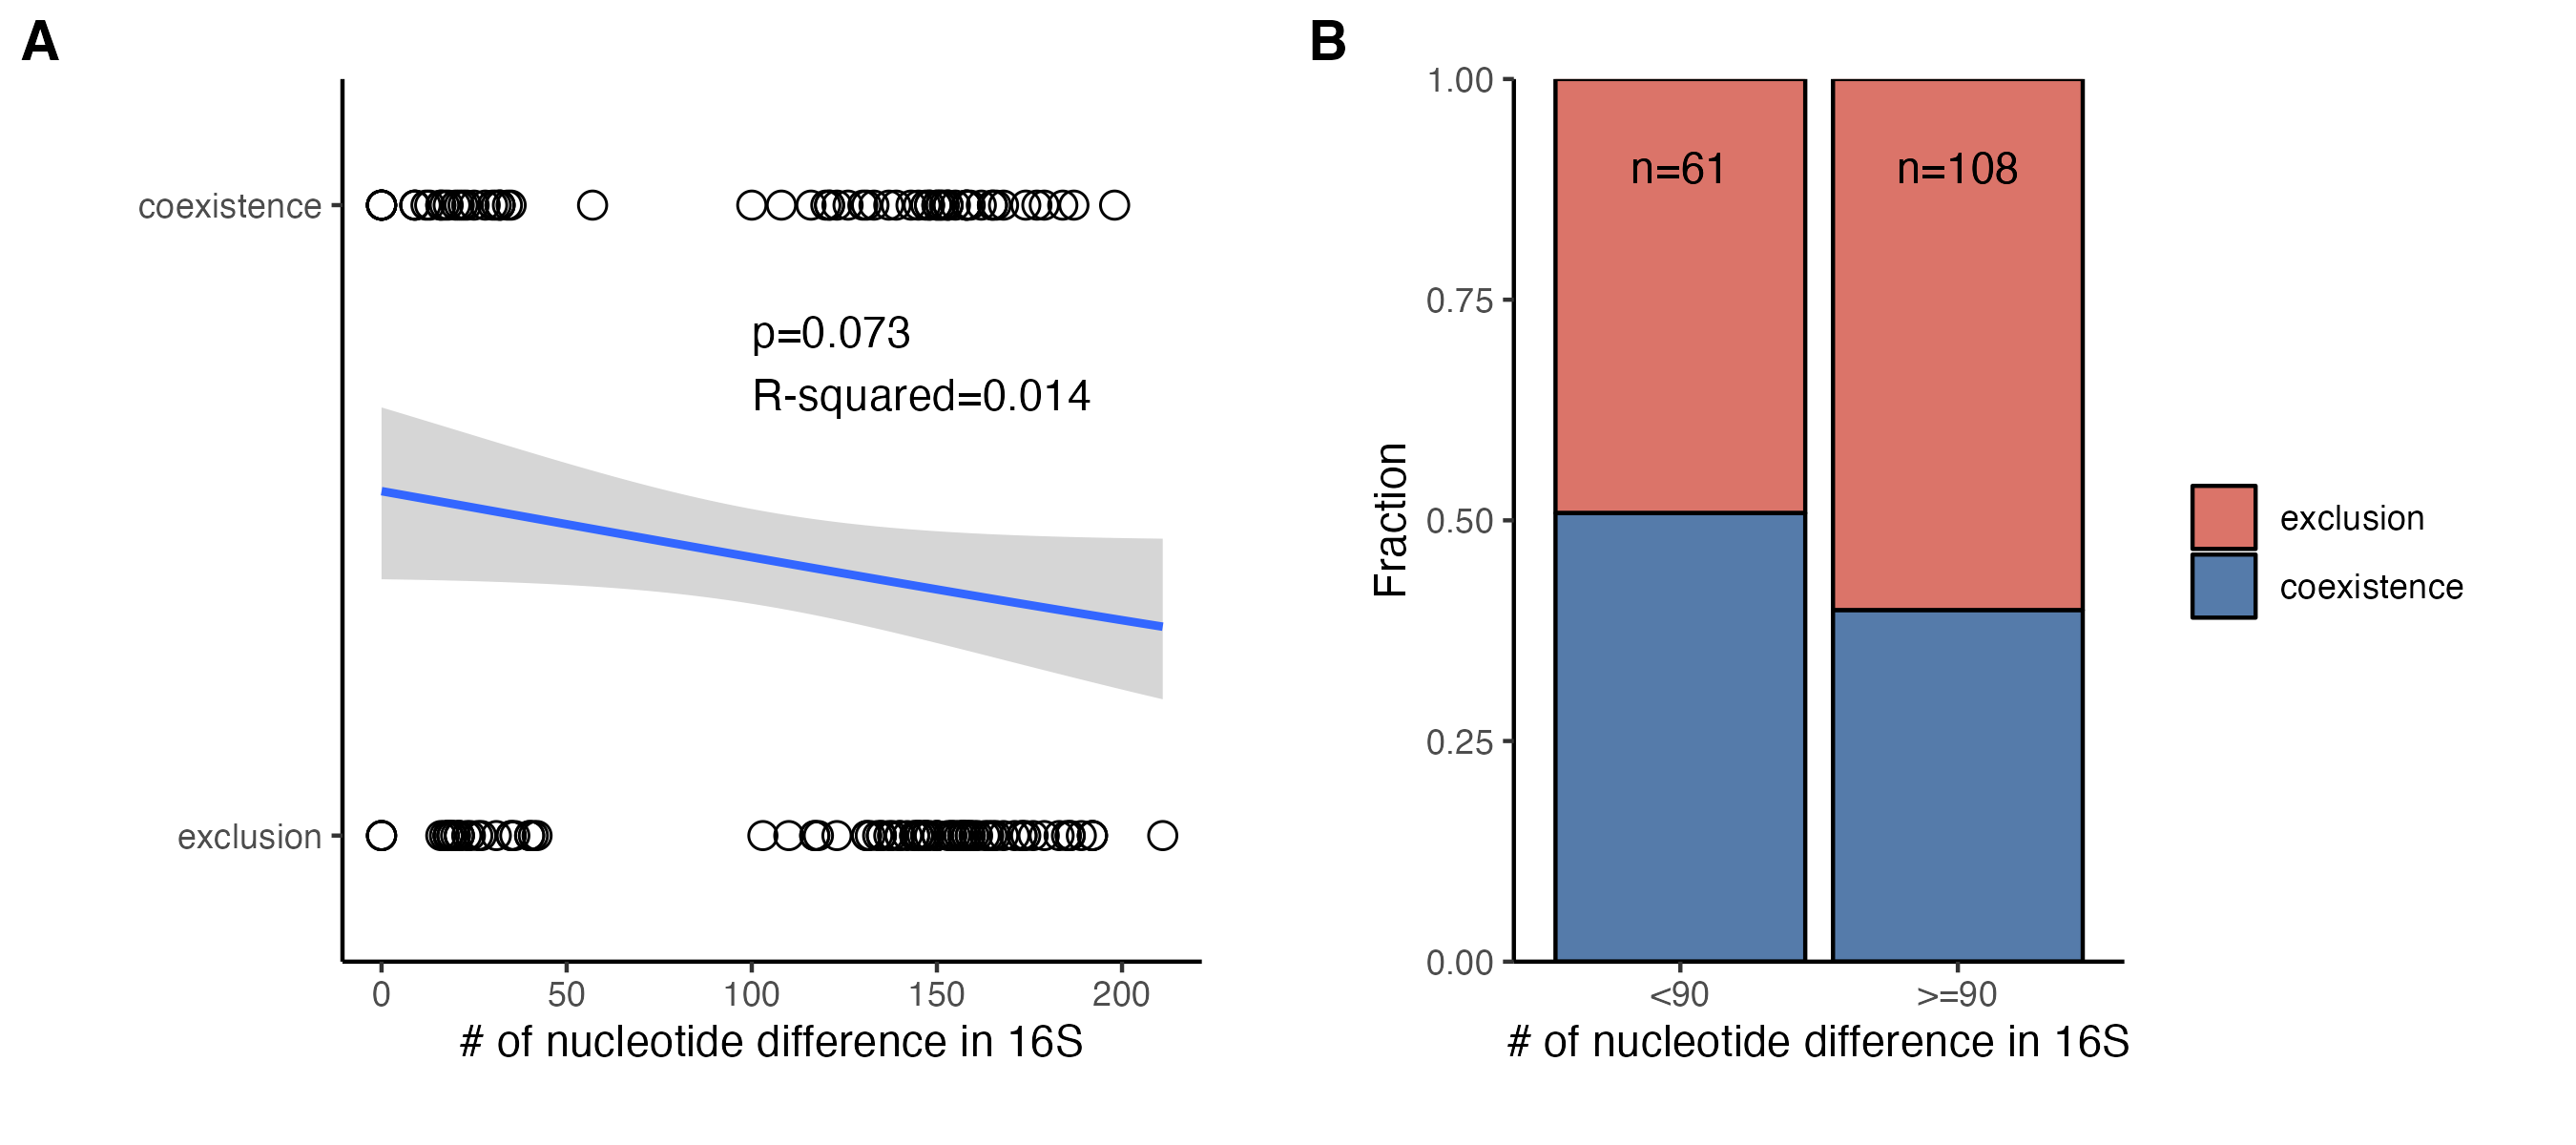 A
coexistence
exclusion
p=0.073
R-squared=0.014
0 50 100 150 200
# of nucleotide difference in 16S
B
1.00
0.75
0.50
0.25
0.00
Fraction
n=61 n=108
<90 >=90
# of nucleotide difference in 16S
exclusion
coexistence